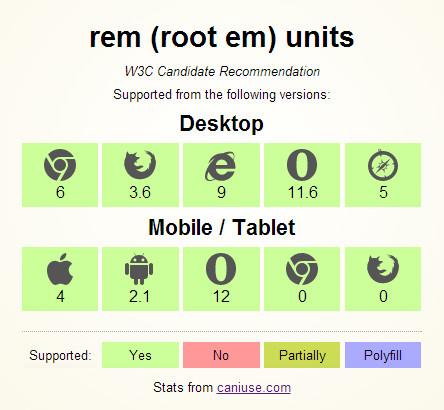 rem (root em) units
W3C Candidate Recommendation
Supported from the following versions:
Desktop
6 3.6 9 11.6 5
Mobile / Tablet
4 2.1 12 0 0
Supported: Yes No Partially Polyfill
Stats from caniuse.com